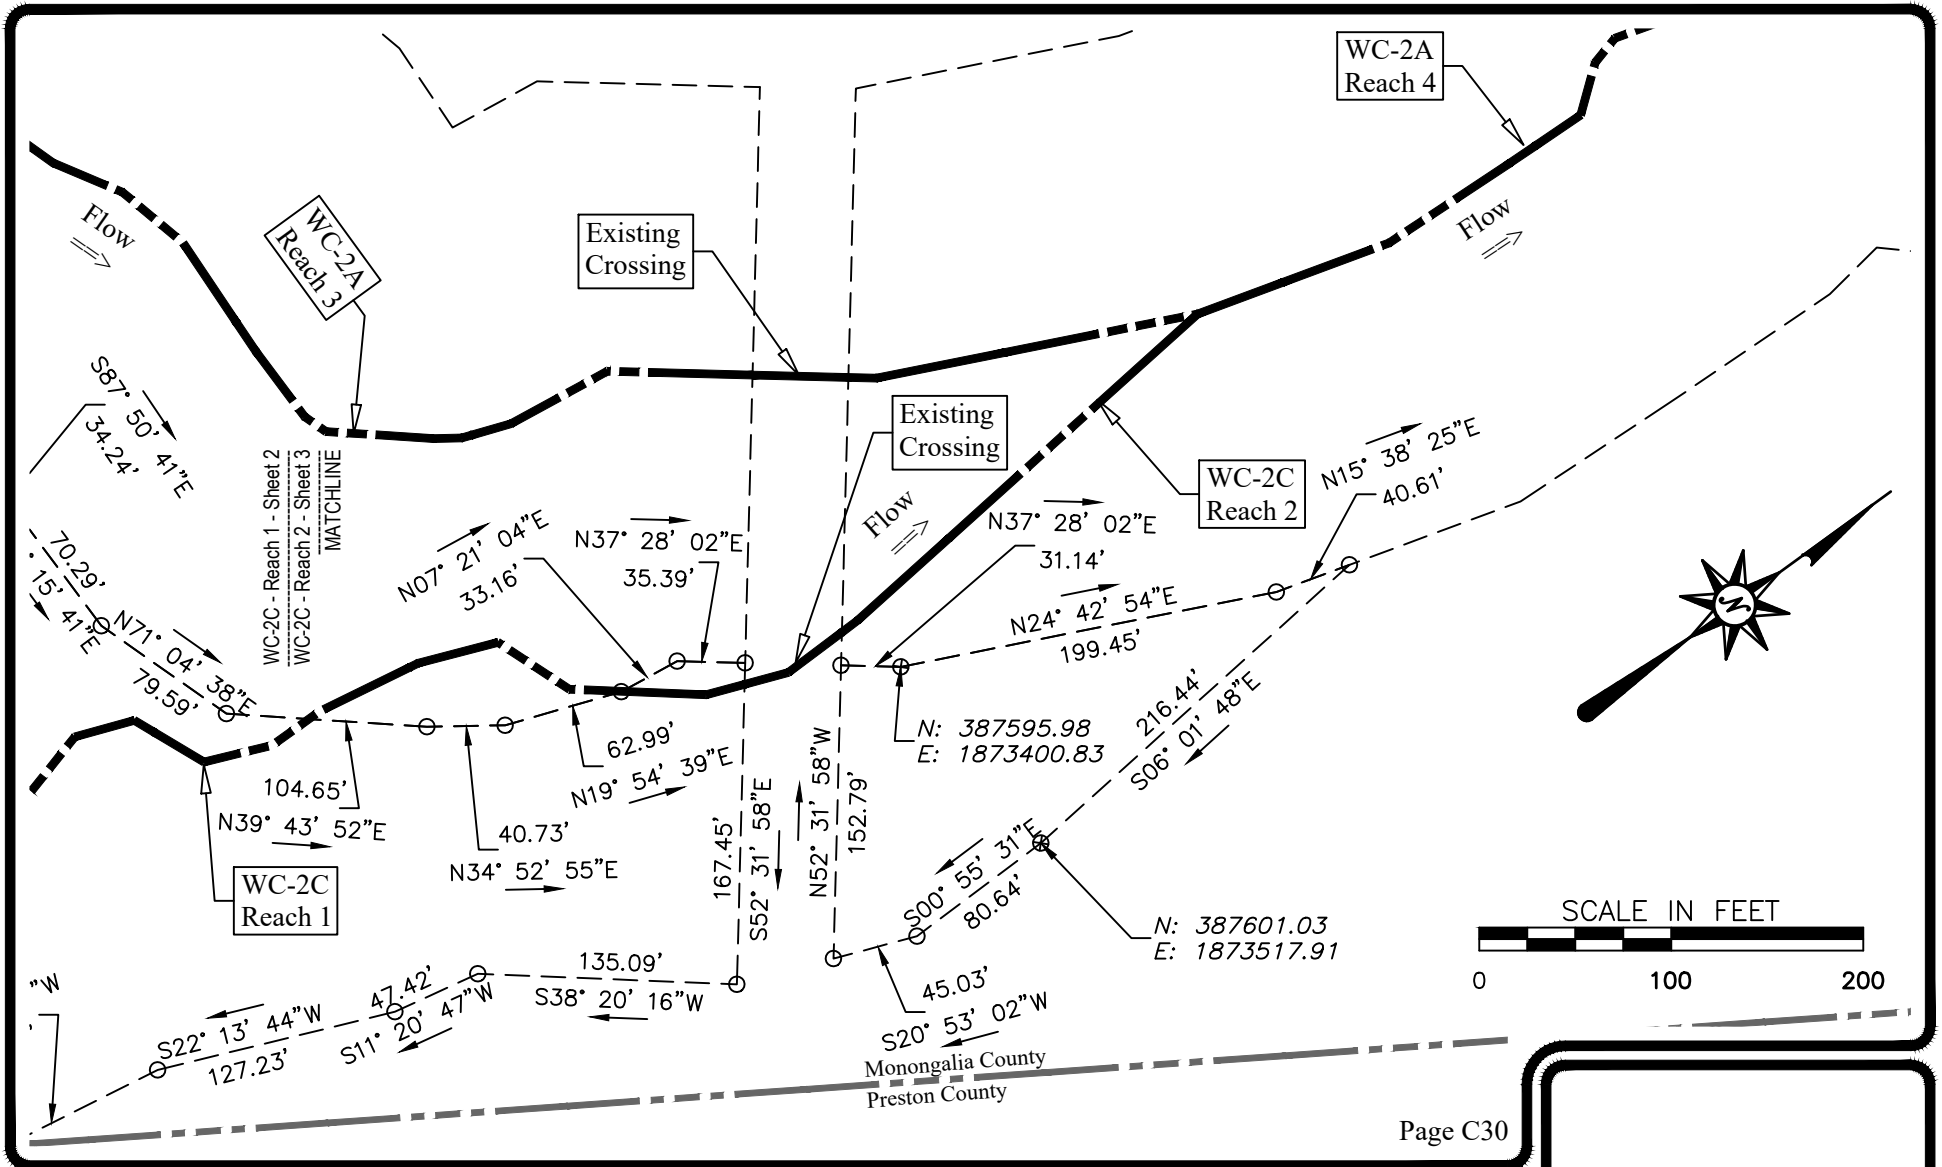 WC-2A
Reach 4
Flow
WC-2A
Reach 3
Existing
Crossing
Flow
S87° 50' 41"E
34.24'
Existing
Crossing
WC-2C - Reach 1 - Sheet 2
WC-2C - Reach 2 - Sheet 3
MATCHLINE
WC-2C
Reach 2
N15° 38' 25"E
40.61'
Flow
N37° 28' 02"E
31.14'
N07° 21' 04"E
33.16'
N37° 28' 02"E
35.39'
70.29'
15' 41"E
N71° 04' 38"E
79.59'
N24° 42' 54"E
199.45'
N
216.44'
S06° 01' 48"E
N: 387595.98
E: 1873400.83
62.99'
N19° 54' 39"E
104.65'
N39° 43' 52"E
40.73'
N34° 52' 55"E
167.45'
S52° 31' 58"E
N52° 31' 58"W
152.79'
S00° 55' 31"E
80.64'
WC-2C
Reach 1
N: 387601.03
E: 1873517.91
SCALE IN FEET
0 100 200
"W
'
135.09'
S38° 20' 16"W
47.42'
S11° 20' 47"W
45.03'
S20° 53' 02"W
S22° 13' 44"W
127.23'
Monongalia County
Preston County
Page C30